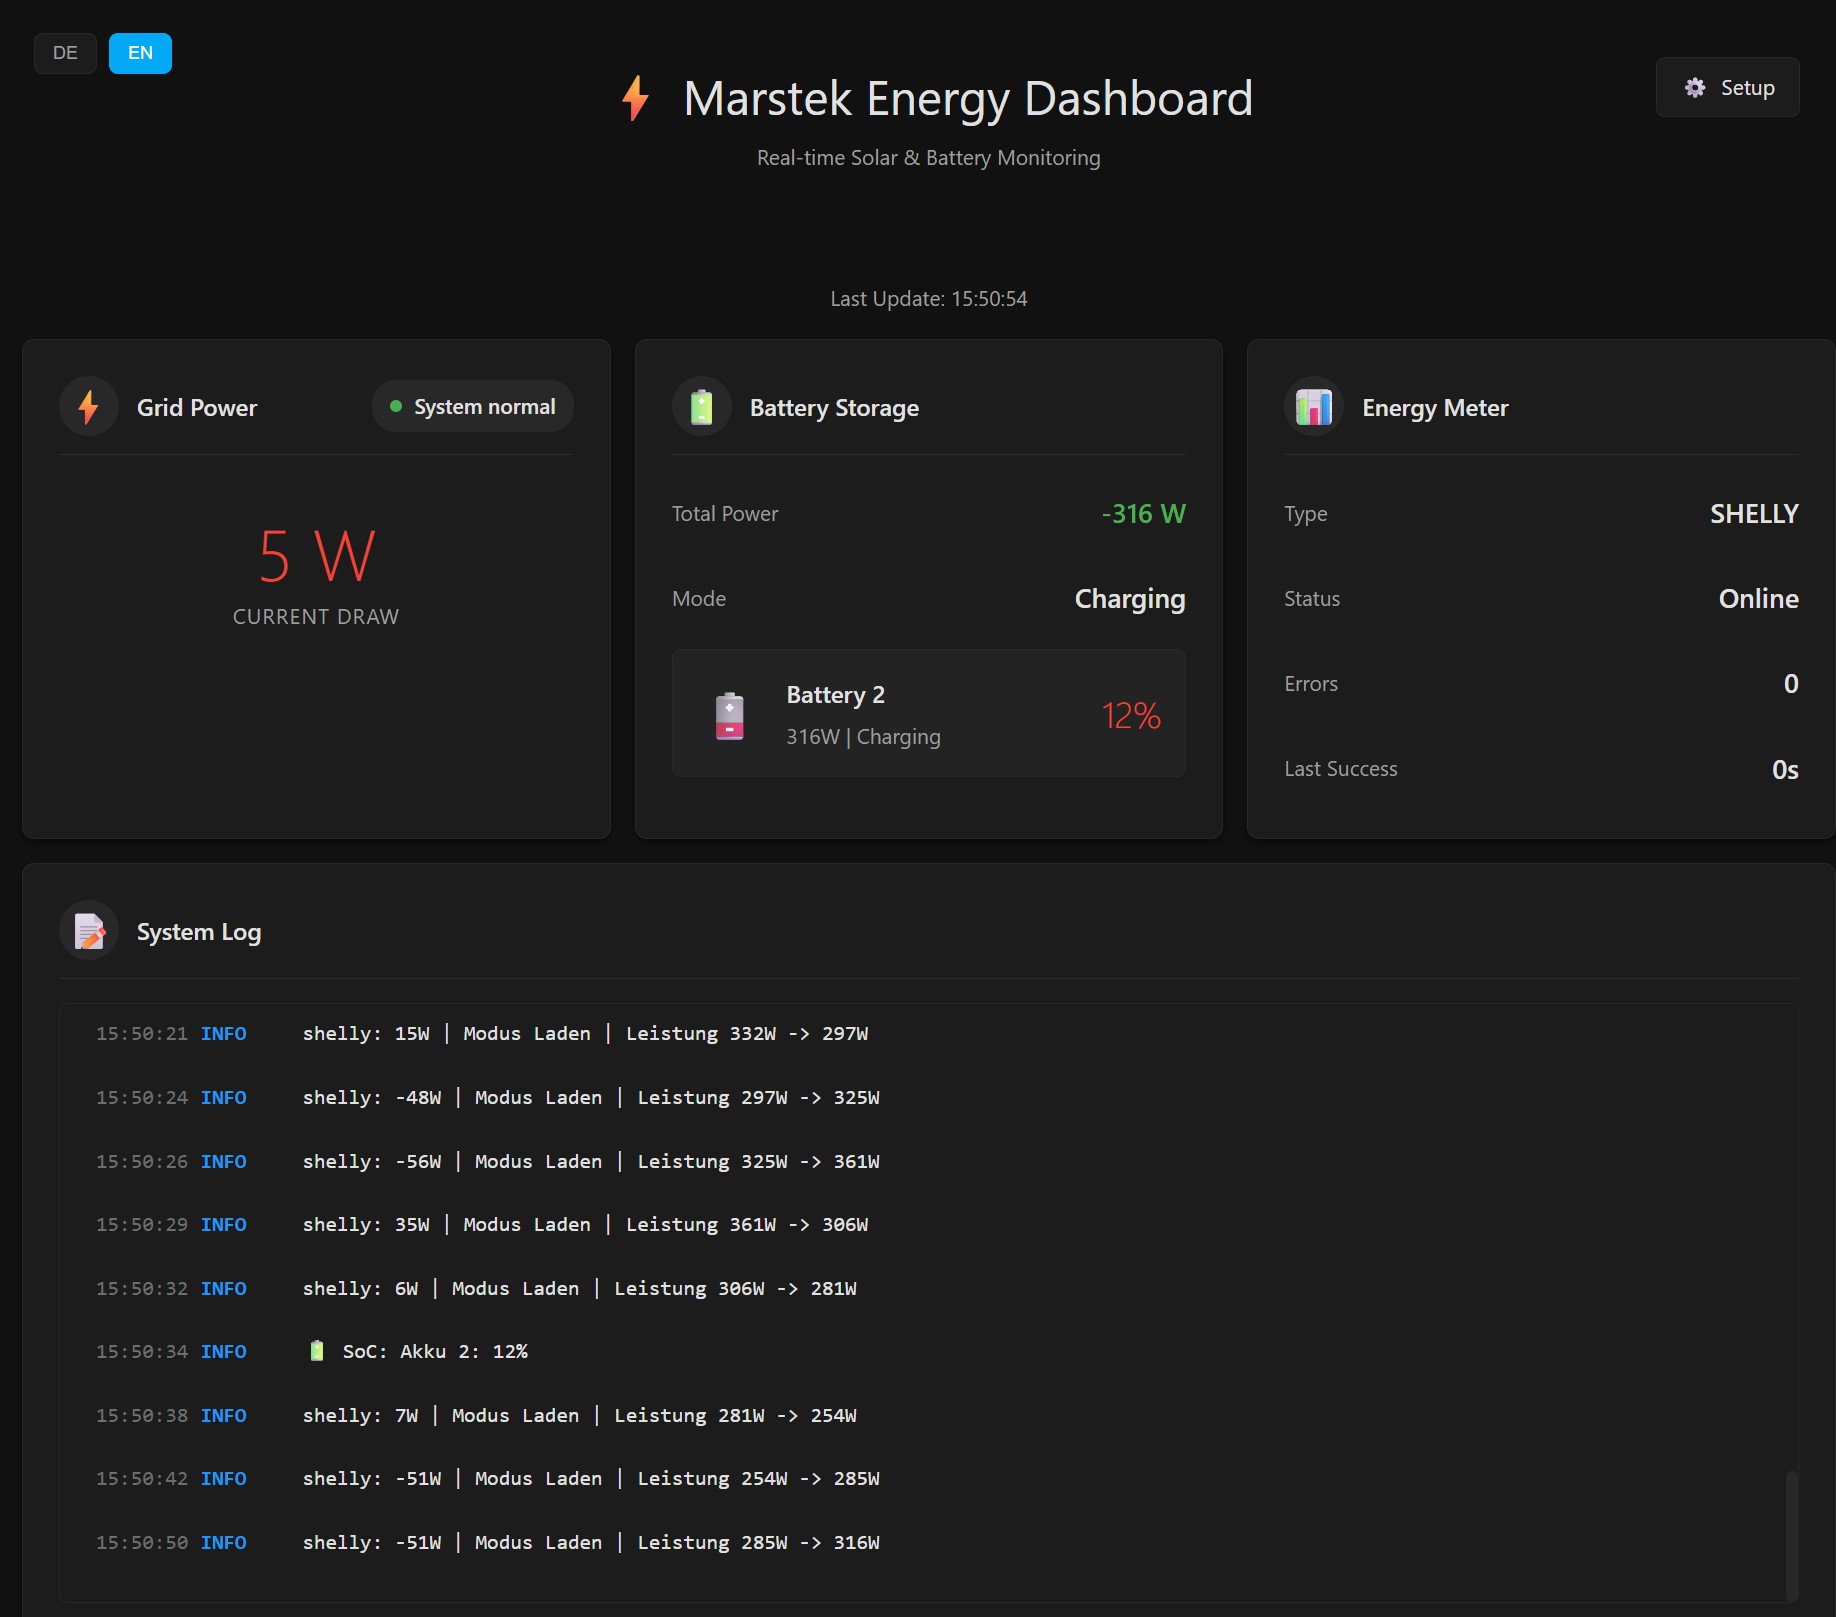 DE EN
Marstek Energy Dashboard
Setup
Real-time Solar & Battery Monitoring
Last Update: 15:50:54
Grid Power
System normal
5 W
CURRENT DRAW
Battery Storage
Total Power -316 W
Mode Charging
Battery 2
316W | Charging
12%
Energy Meter
Type SHELLY
Status Online
Errors 0
Last Success 0s
System Log
15:50:21 INFO shelly: 15W | Modus Laden | Leistung 332W -> 297W
15:50:24 INFO shelly: -48W | Modus Laden | Leistung 297W -> 325W
15:50:26 INFO shelly: -56W | Modus Laden | Leistung 325W -> 361W
15:50:29 INFO shelly: 35W | Modus Laden | Leistung 361W -> 306W
15:50:32 INFO shelly: 6W | Modus Laden | Leistung 306W -> 281W
15:50:34 INFO SoC: Akku 2: 12%
15:50:38 INFO shelly: 7W | Modus Laden | Leistung 281W -> 254W
15:50:42 INFO shelly: -51W | Modus Laden | Leistung 254W -> 285W
15:50:50 INFO shelly: -51W | Modus Laden | Leistung 285W -> 316W